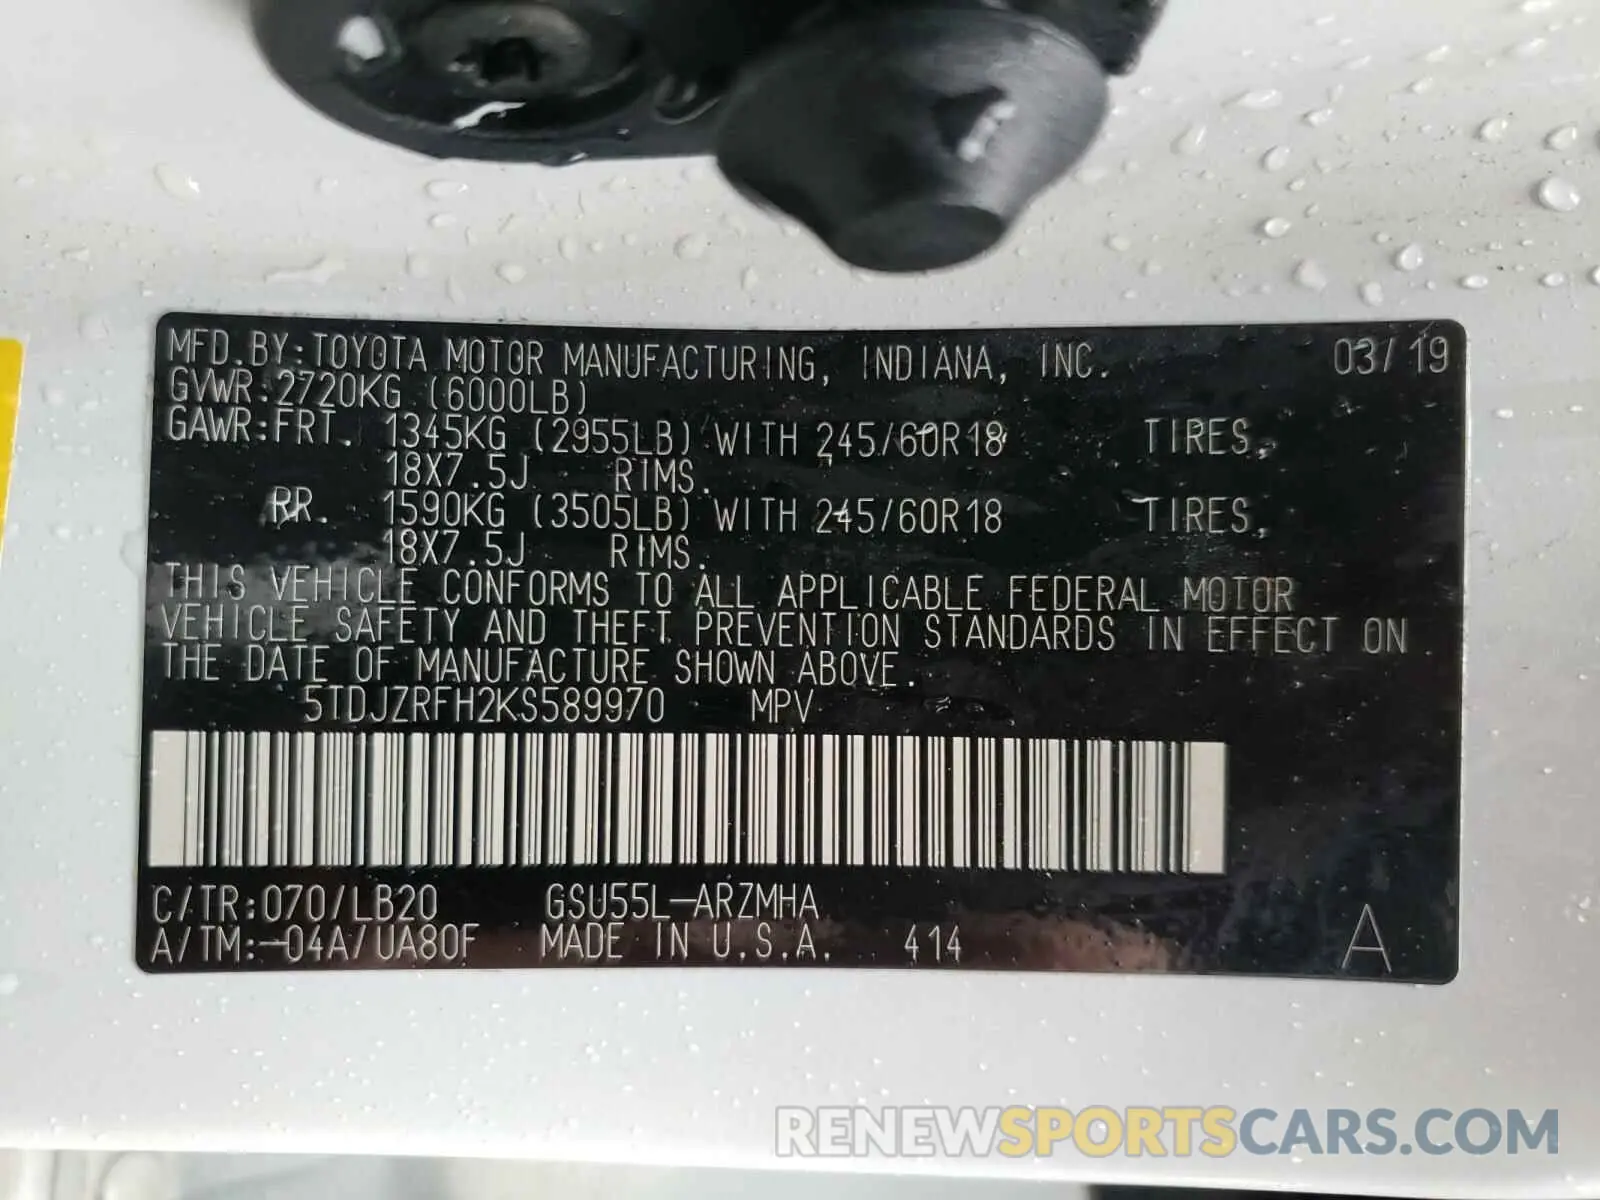 MFD.BY:TOYOTA MOTOR MANUFACTURING, INDIANA, INC. 03/19
GVWR:2720KG (6000LB)
GAWR:FRT. 1345KG (2955LB) WITH 245/60R18 TIRES,
18X7.5J RIMS.
RR. 1590KG (3505LB) WITH 245/60R18 TIRES,
18X7.5J RIMS.
THIS VEHICLE CONFORMS TO ALL APPLICABLE FEDERAL MOTOR
VEHICLE SAFETY AND THEFT PREVENTION STANDARDS IN EFFECT ON
THE DATE OF MANUFACTURE SHOWN ABOVE.
5TDJZRFH2KS589970 MPV
C/TR:070/LB20 GSU55L-ARZMHA
A/TM:-04A/UA80F MADE IN U.S.A. 414 A
RENEWSPORTSCARS.COM